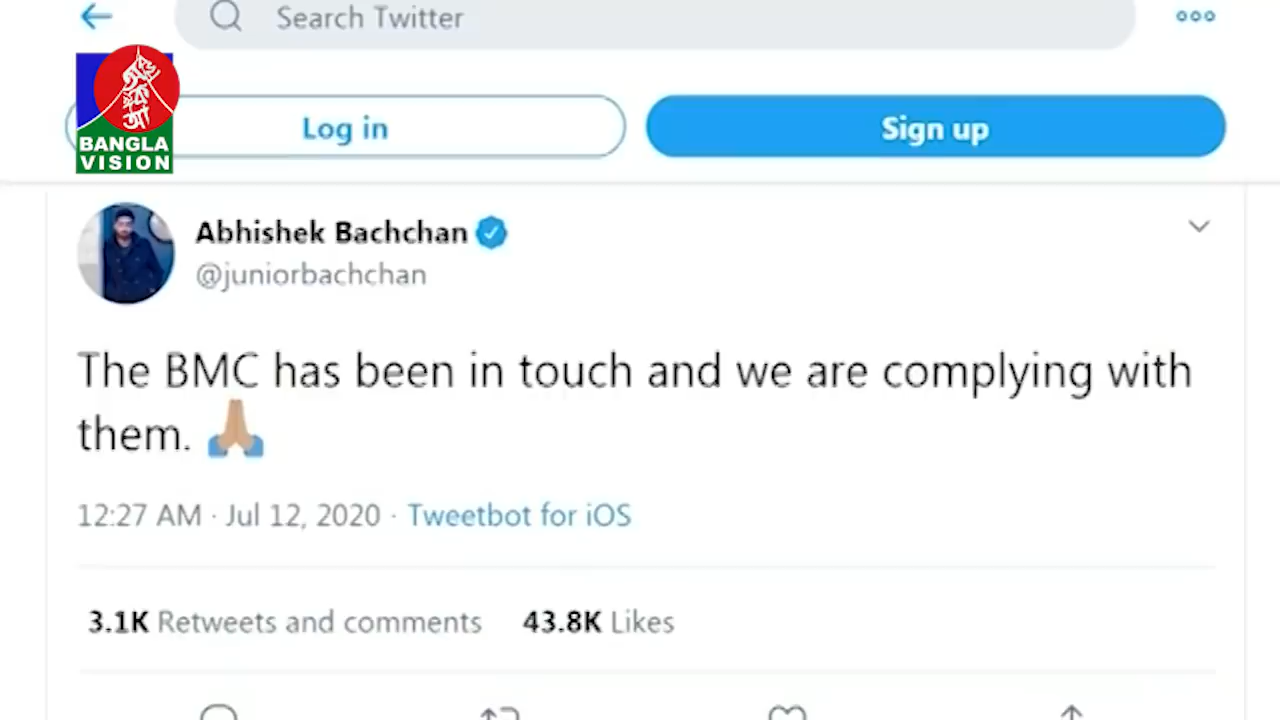 Search Twitter
Log in
Sign up
BANGLA
VISION
Abhishek Bachchan
@juniorbachchan
The BMC has been in touch and we are complying with
them. 🙏🏽
12:27 AM · Jul 12, 2020 · Tweetbot for iOS
3.1K Retweets and comments 43.8K Likes